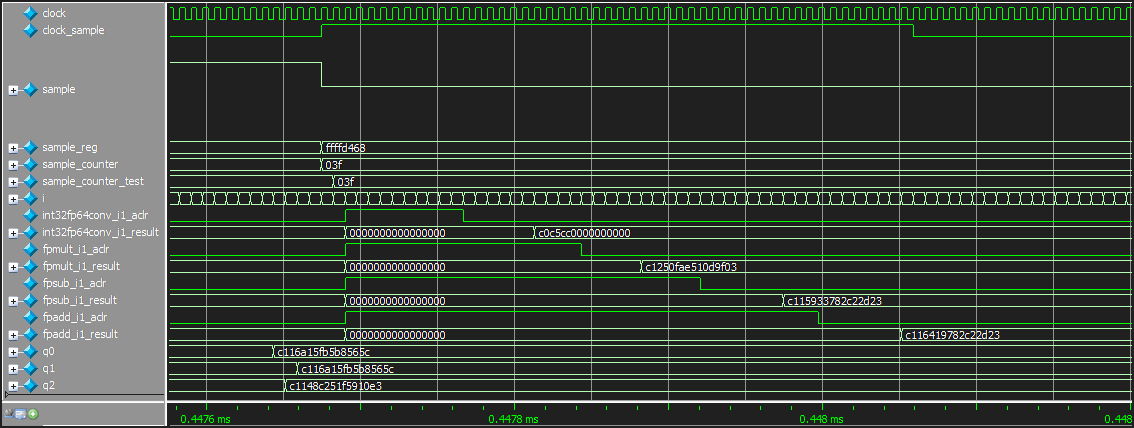 clock
clock_sample
sample
sample_reg ffffd468
sample_counter 03f
sample_counter_test 03f
i
int32fp64conv_i1_aclr
int32fp64conv_i1_result 0000000000000000 c0c5cc0000000000
fpmult_i1_aclr
fpmult_i1_result 0000000000000000 c1250fae510d9f03
fpsub_i1_aclr
fpsub_i1_result 0000000000000000 c115933782c22d23
fpadd_i1_aclr
fpadd_i1_result 0000000000000000 c116419782c22d23
q0 c116a15fb5b8565c
q1 c116a15fb5b8565c
q2 c1148c251f5910e3
0.4476 ms 0.4478 ms 0.448 ms 0.448